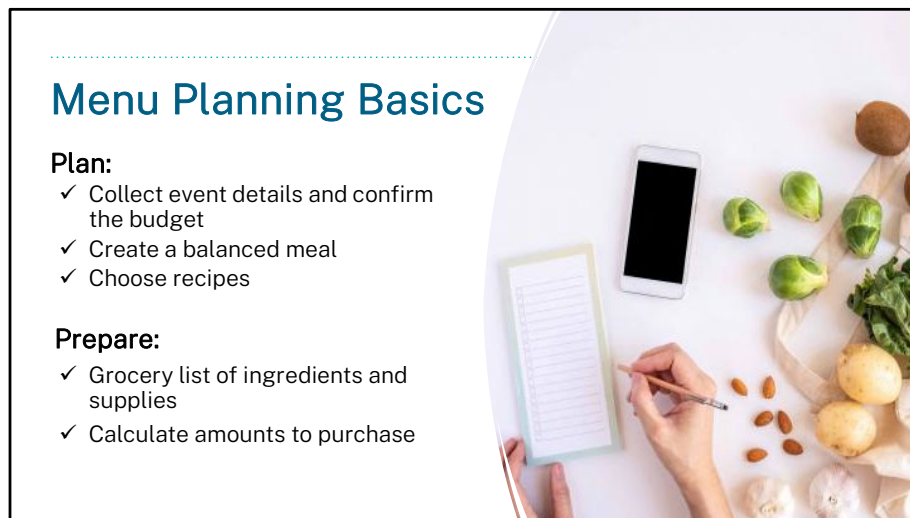 Menu Planning Basics
Plan:
✓ Collect event details and confirm
the budget
✓ Create a balanced meal
✓ Choose recipes
Prepare:
✓ Grocery list of ingredients and
supplies
✓ Calculate amounts to purchase